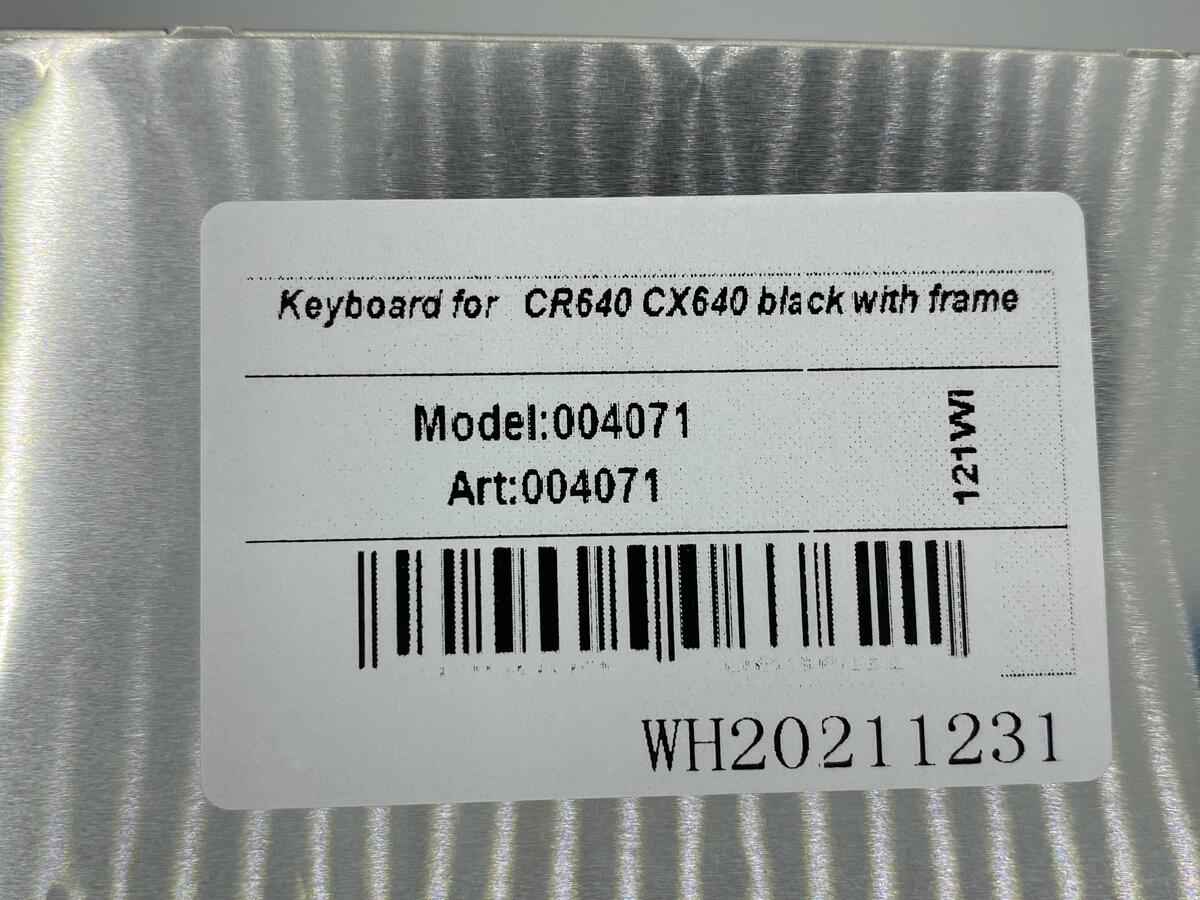 Keyboard for CR640 CX640 black with frame
Model:004071
Art:004071
121WI
WH20211231